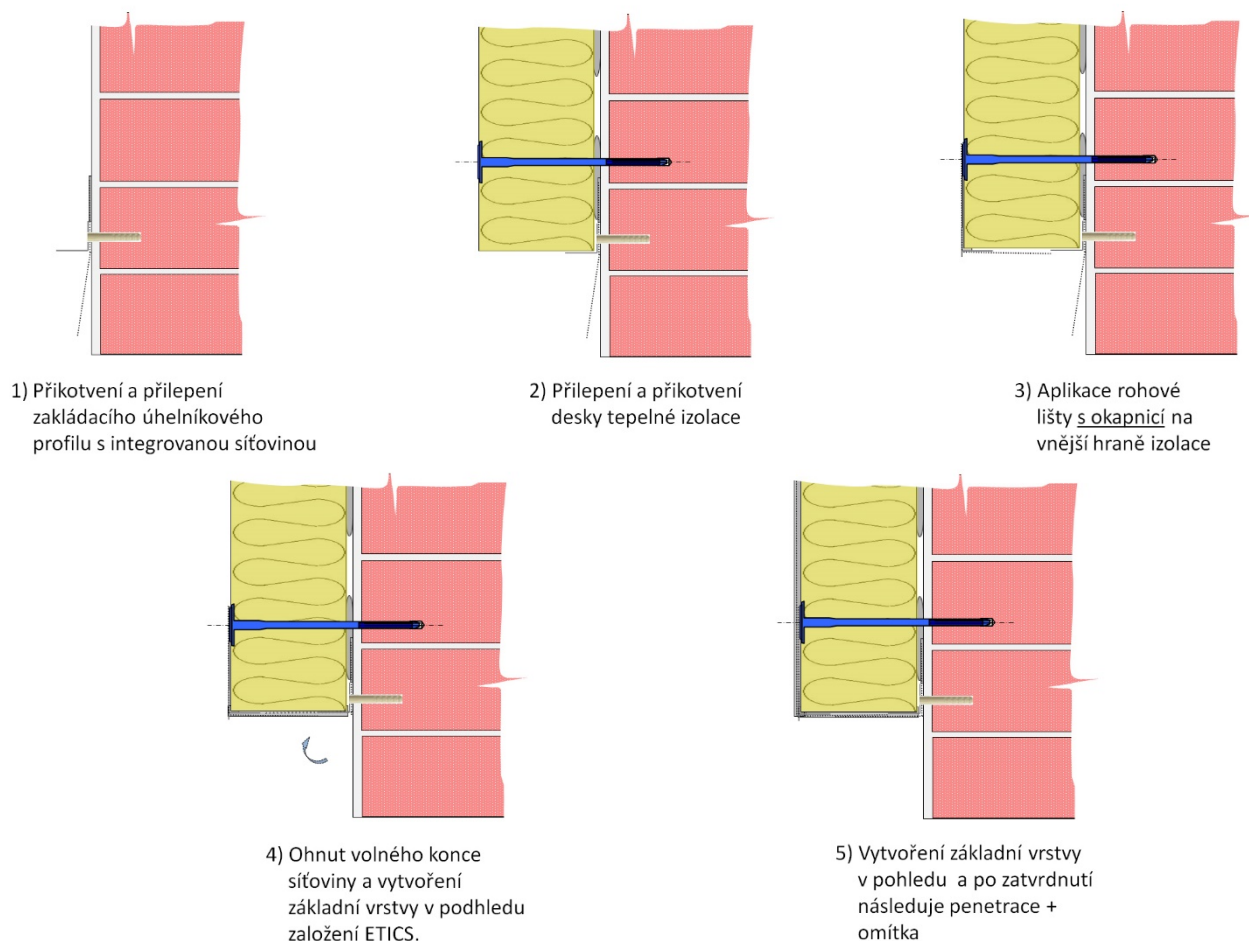 1) Přikotvení a přilepení
zakládacího úhelníkového
profilu s integrovanou síťovinou
2) Přilepení a přikotvení
desky tepelné izolace
3) Aplikace rohové
lišty s okapnicí na
vnější hraně izolace
4) Ohnut volného konce
síťoviny a vytvoření
základní vrstvy v podhledu
založení ETICS.
5) Vytvoření základní vrstvy
v pohledu a po zatvrdnutí
následuje penetrace +
omítka